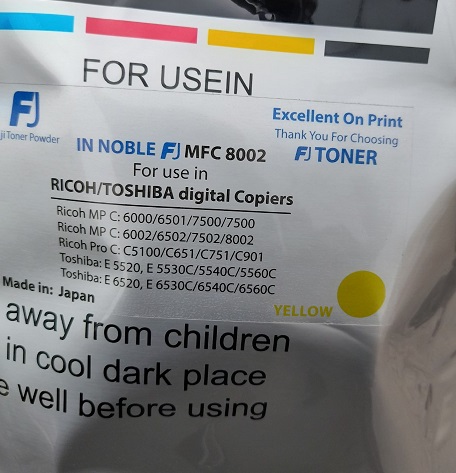 FOR USEIN
FJ
ji Toner Powder
Excellent On Print
Thank You For Choosing
FJ TONER
IN NOBLE FJ MFC 8002
For use in
RICOH/TOSHIBA digital Copiers
Ricoh MP C: 6000/6501/7500/7500
Ricoh MP C: 6002/6502/7502/8002
Ricoh Pro C: C5100/C651/C751/C901
Toshiba: E 5520, E 5530C/5540C/5560C
Toshiba: E 6520, E 6530C/6540C/6560C
YELLOW
Made in: Japan
away from children
in cool dark place
e well before using